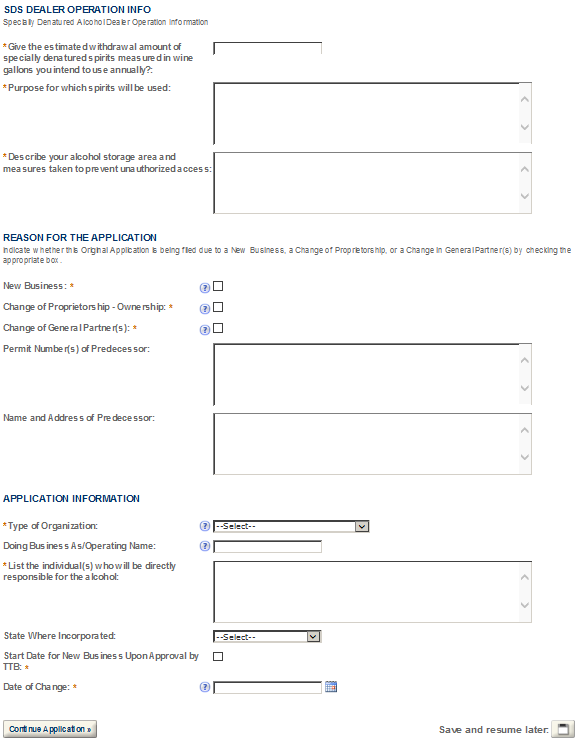 SDS DEALER OPERATION INFO
Specially Denatured Alcohol Dealer Operation Information
*Give the estimated withdrawal amount of
specially denatured spirits measured in wine
gallons you intend to use annually?:
*Purpose for which spirits will be used:
*Describe your alcohol storage area and
measures taken to prevent unauthorized access:
REASON FOR THE APPLICATION
Indicate whether this Original Application is being filed due to a New Business, a Change of Proprietorship, or a Change in General Partner(s) by checking the
appropriate box.
New Business: * ?
Change of Proprietorship - Ownership: * ?
Change of General Partner(s): * ?
Permit Number(s) of Predecessor:
Name and Address of Predecessor:
APPLICATION INFORMATION
*Type of Organization: ? --Select--
Doing Business As/Operating Name: ?
*List the individual(s) who will be directly
responsible for the alcohol:
State Where Incorporated: --Select--
Start Date for New Business Upon Approval by
TTB: *
Date of Change: * ?
Continue Application » Save and resume later: